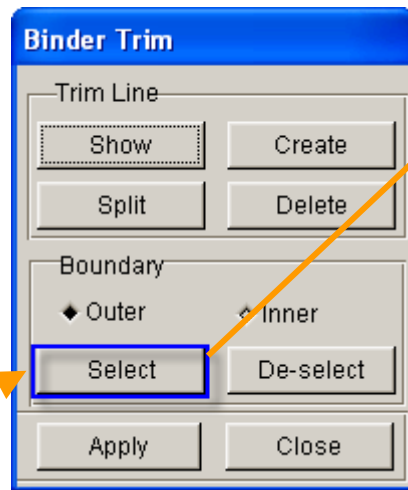 Binder Trim
Trim Line
Show Create
Split Delete
Boundary
Outer Inner
Select De-select
Apply Close